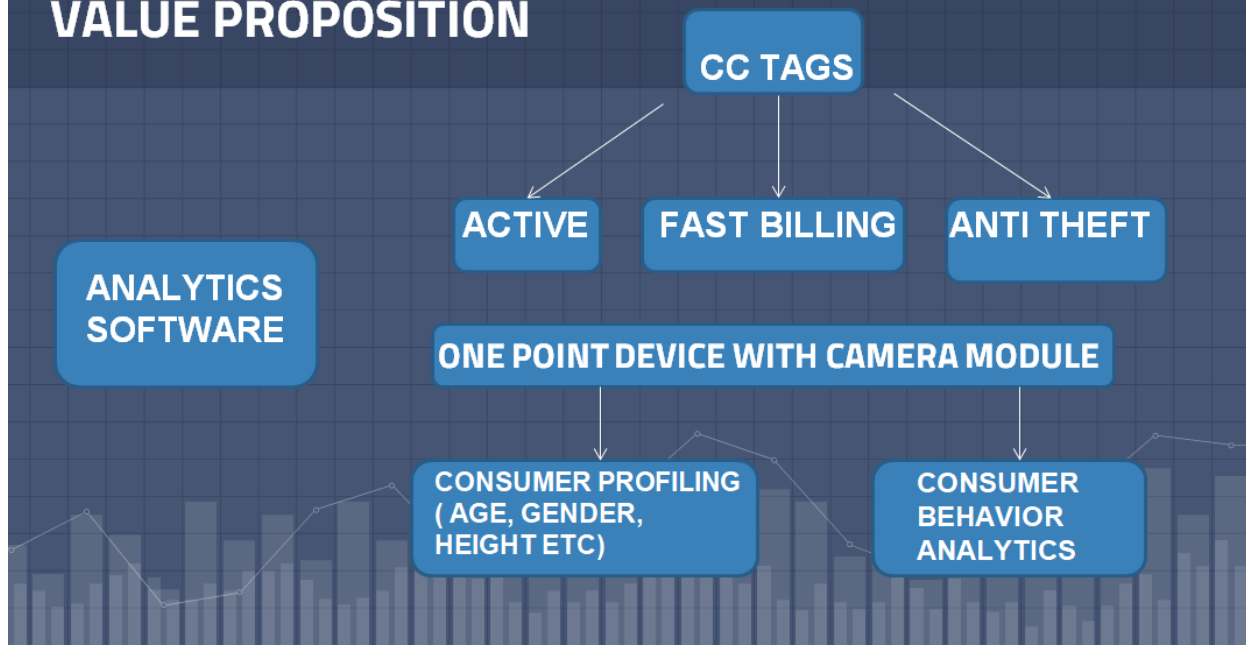 VALUE PROPOSITION
CC TAGS
ACTIVE
FAST BILLING
ANTI THEFT
ANALYTICS
SOFTWARE
ONE POINT DEVICE WITH CAMERA MODULE
CONSUMER PROFILING
( AGE, GENDER,
HEIGHT ETC)
CONSUMER
BEHAVIOR
ANALYTICS